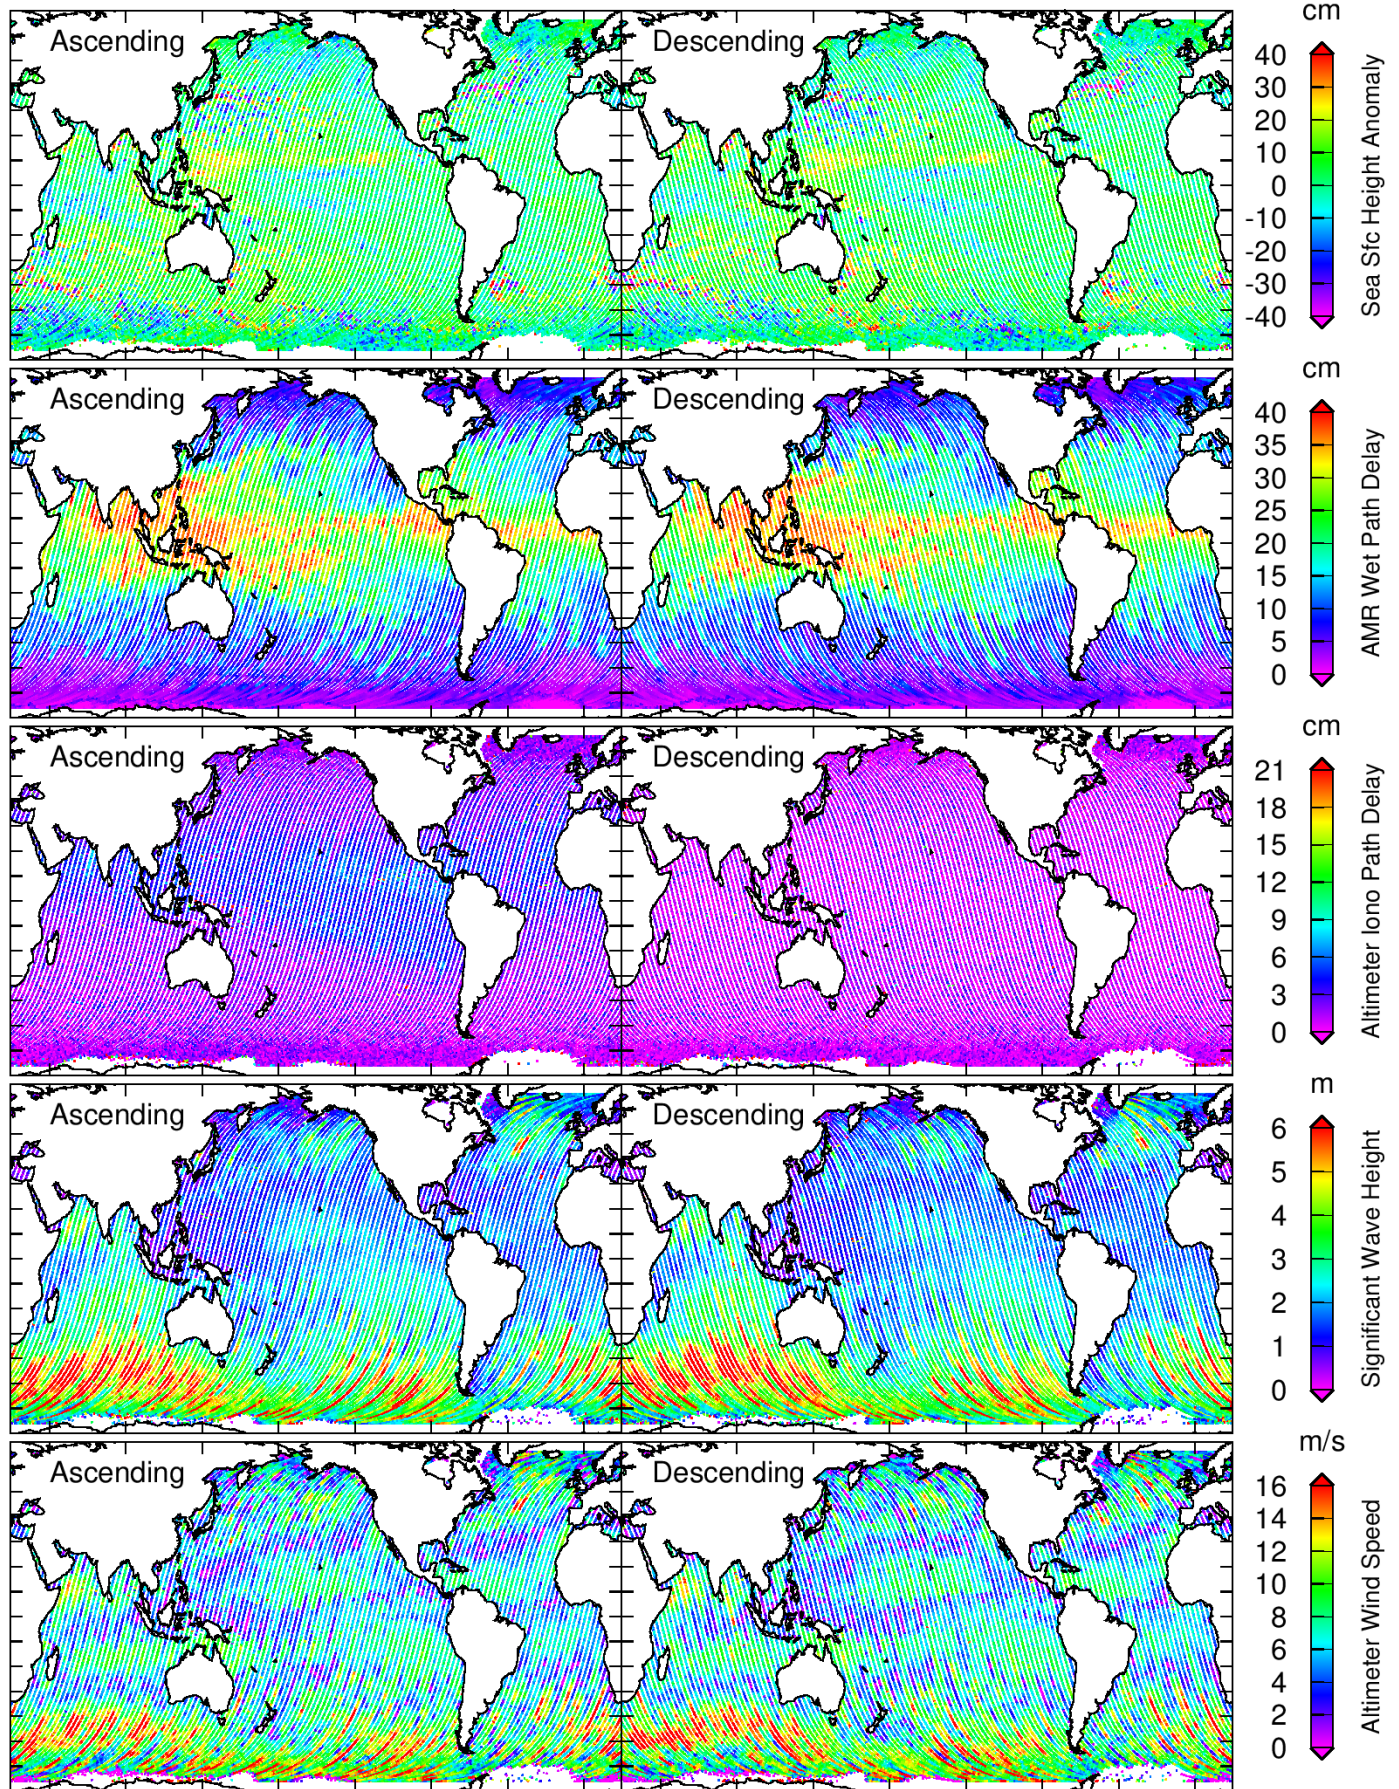 cm
Ascending
Descending
40
30
20
10
0
-10
-20
-30
-40
Sea Sfc Height Anomaly
cm
Ascending
Descending
40
35
30
25
20
15
10
5
0
AMR Wet Path Delay
cm
Ascending
Descending
21
18
15
12
9
6
3
0
Altimeter Iono Path Delay
m
Ascending
Descending
6
5
4
3
2
1
0
Significant Wave Height
m/s
Ascending
Descending
16
14
12
10
8
6
4
2
0
Altimeter Wind Speed